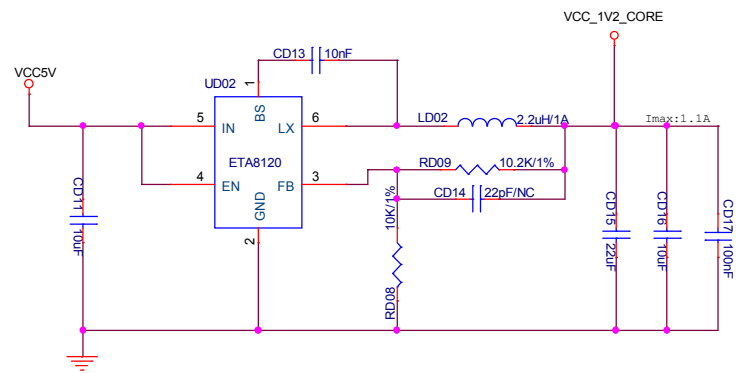 VCC_1V2_CORE
VCC5V
CD13
10nF
UD02
1
BS
5
IN
LX
6
LD02
2.2uH/1A
Imax:1.1A
ETA8120
4
EN
FB
3
GND
2
RD09
10.2K/1%
CD14
22pF/NC
10K/1%
RD08
CD11
10uF
CD15
22uF
CD16
10uF
CD17
100nF